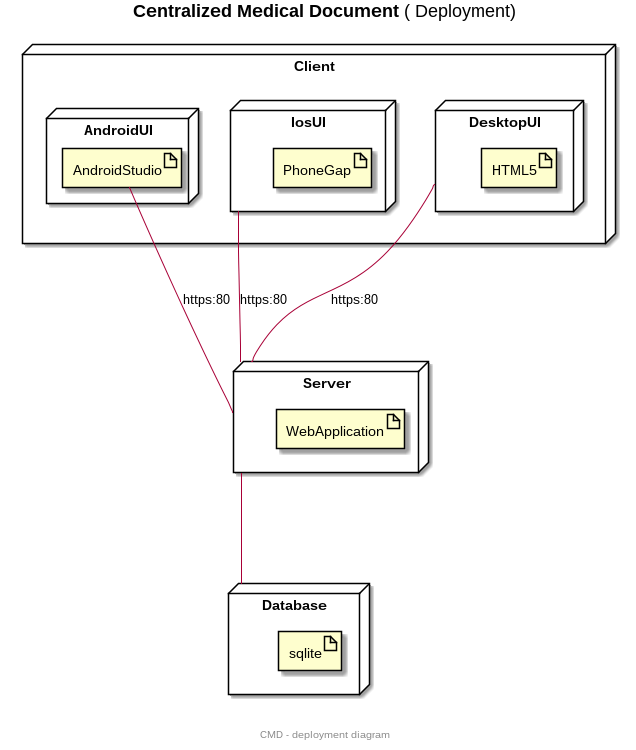 Centralized Medical Document ( Deployment)
Client
AndroidUI
AndroidStudio
IosUI
PhoneGap
DesktopUI
HTML5
https:80
https:80
https:80
Server
WebApplication
Database
sqlite
CMD - deployment diagram